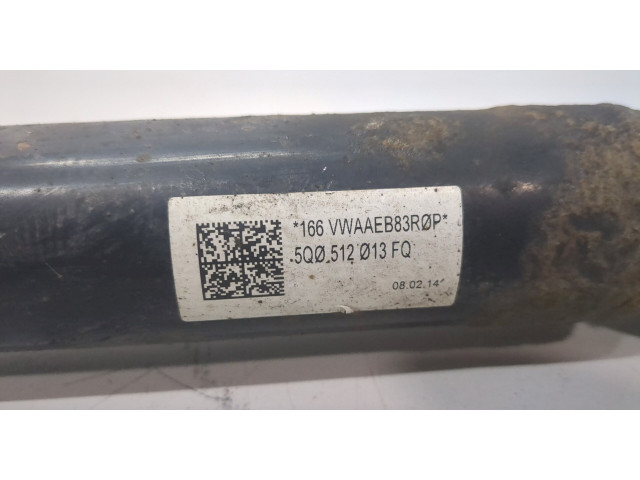 *166 VWAAEB83RØP*
5QØ 512 Ø13 FQ
08.02.14